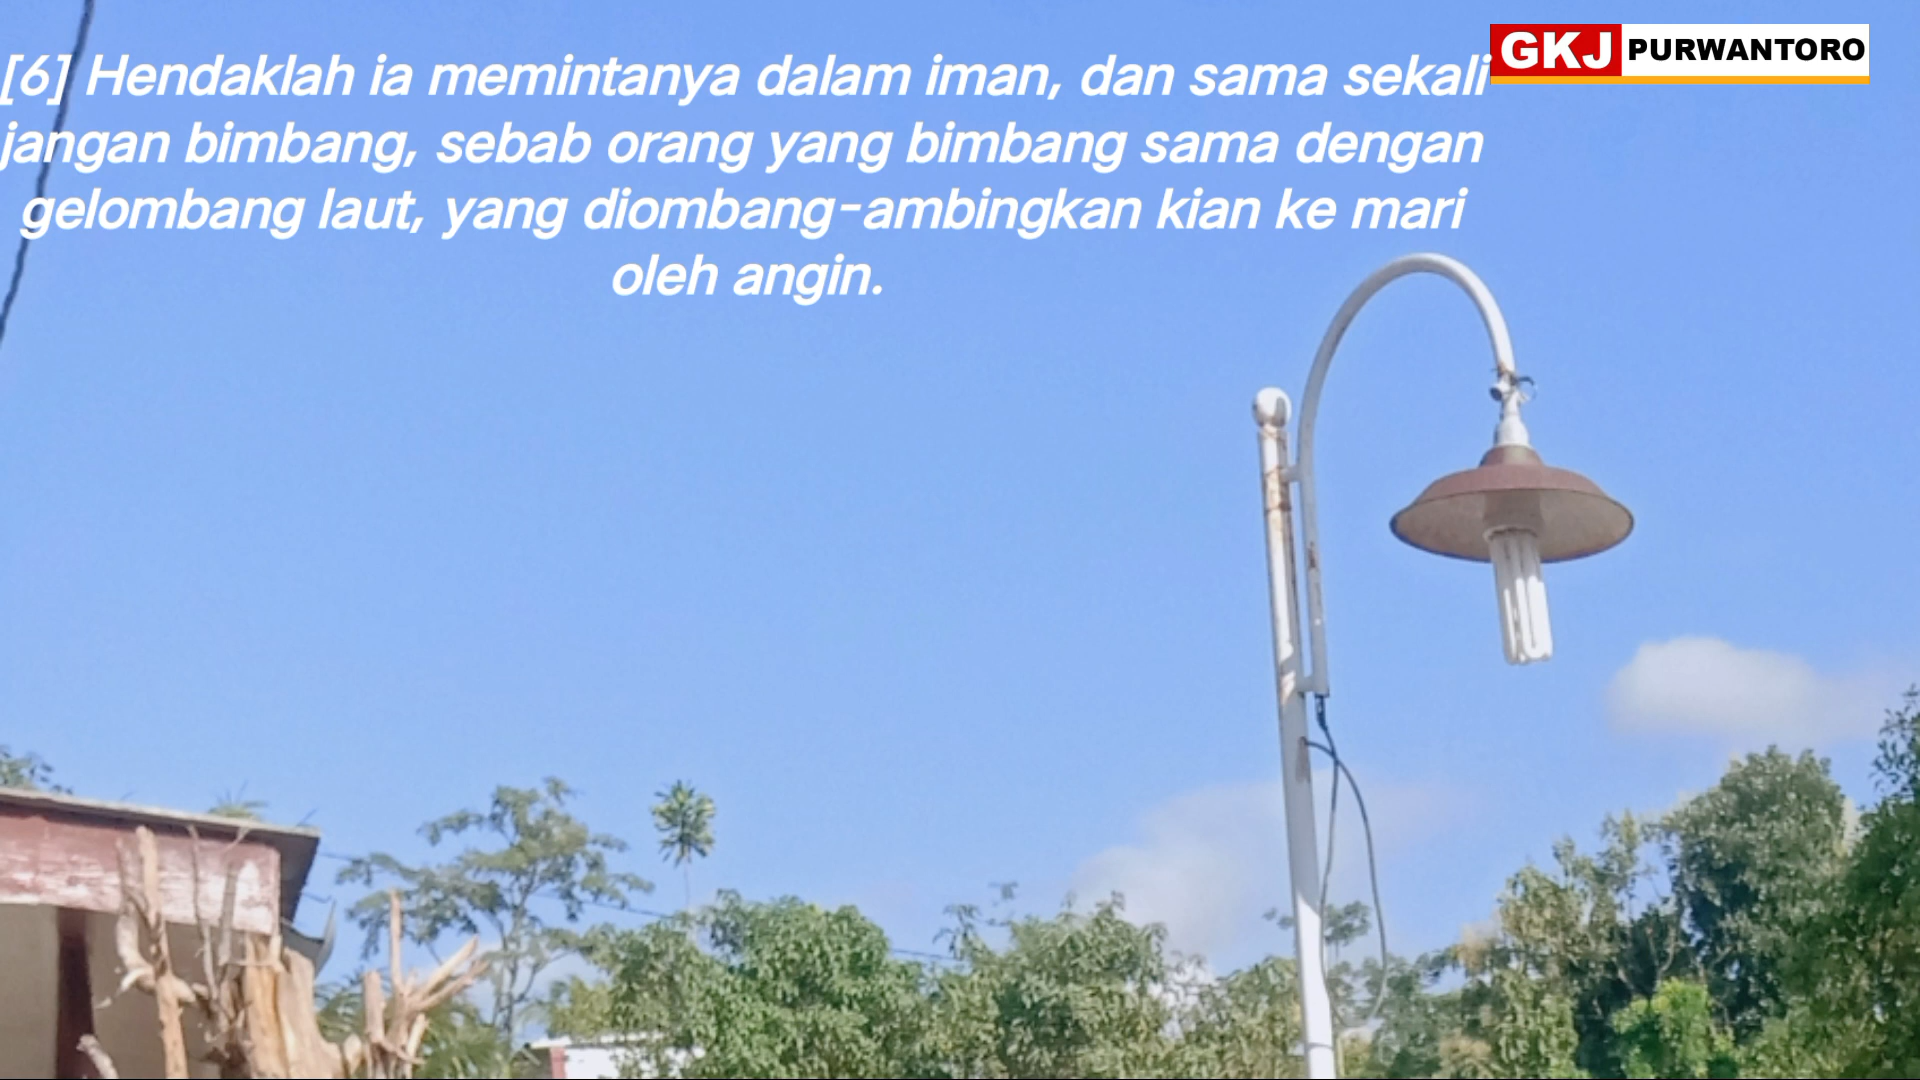 [6] Hendaklah ia memintanya dalam iman, dan sama sekali
jangan bimbang, sebab orang yang bimbang sama dengan
gelombang laut, yang diombang-ambingkan kian ke mari
oleh angin.
GKJ PURWANTORO